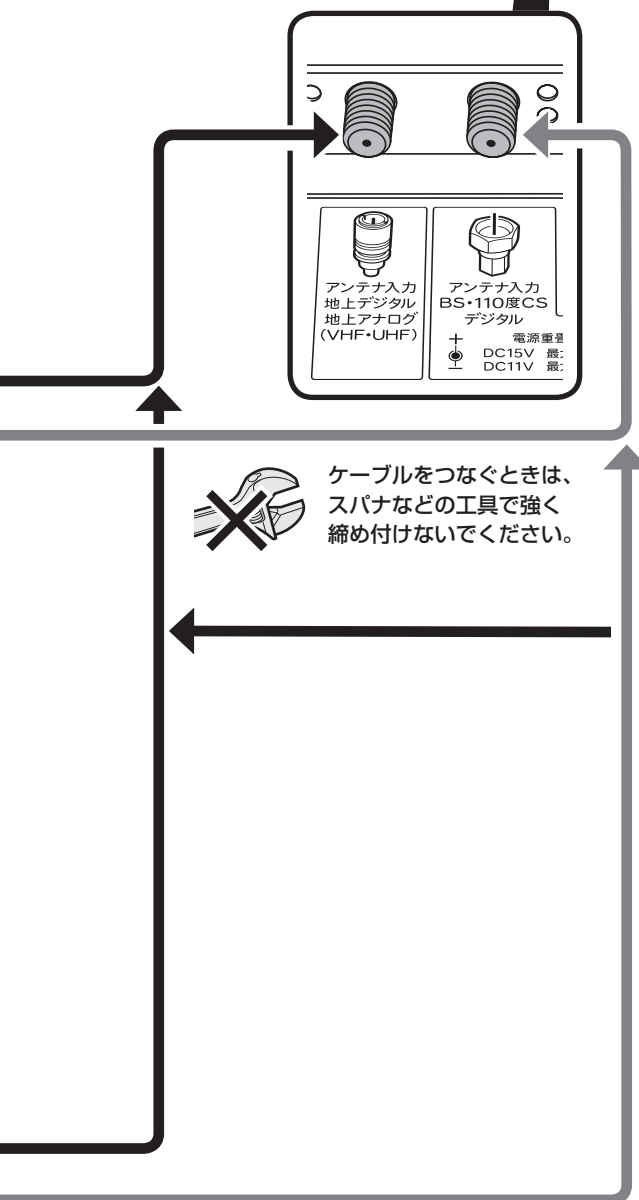 アンテナ入力
地上デジタル
地上アナログ
(VHF・UHF)
アンテナ入力
BS・110度CS
デジタル
+ 電源重畳
DC15V 最
− DC11V 最
ケーブルをつなぐときは、
スパナなどの工具で強く
締め付けないでください。